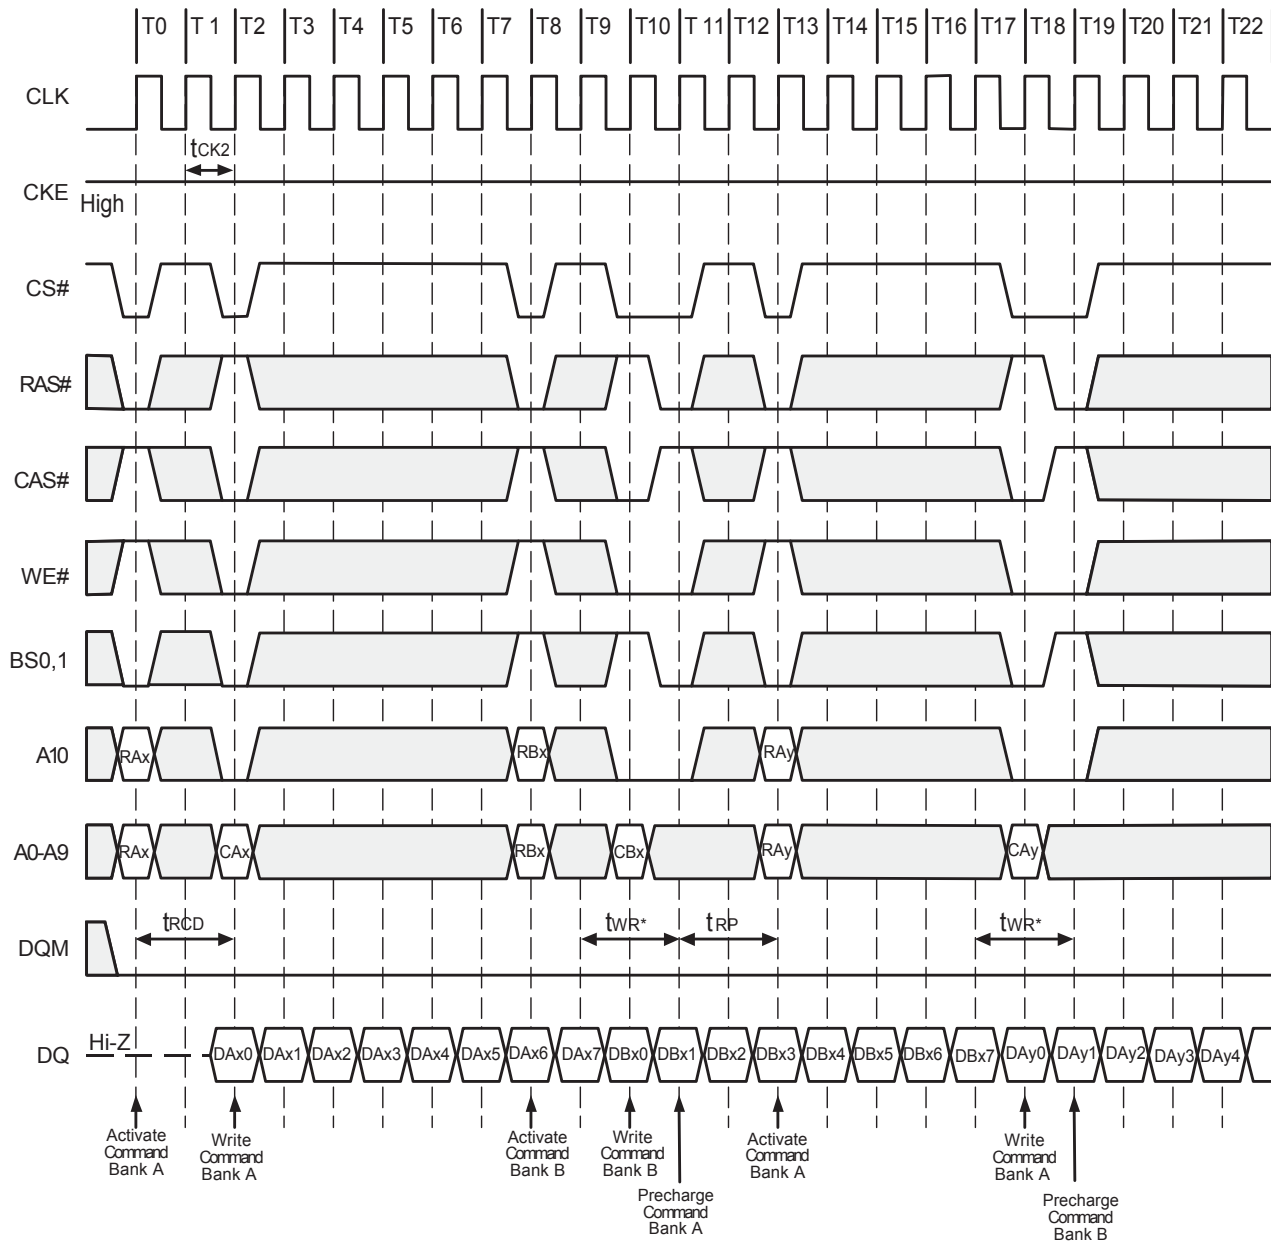 T0 T 1 T2 T3 T4 T5 T6 T7 T8 T9 T10 T 11 T12 T13 T14 T15 T16 T17 T18 T19 T20 T21 T22
CLK
tCK2
CKE
High
CS#
RAS#
CAS#
WE#
BS0,1
A10 RAx RBx RAy
A0-A9 RAx CAx RBx CBx RAy CAy
tRCD tWR* tRP tWR*
DQM
Hi-Z
DQ DAx0 DAx1 DAx2 DAx3 DAx4 DAx5 DAx6 DAx7 DBx0 DBx1 DBx2 DBx3 DBx4 DBx5 DBx6 DBx7 DAy0 DAy1 DAy2 DAy3 DAy4
Activate
Command
Bank A
Write
Command
Bank A
Activate
Command
Bank B
Write
Command
Bank B
Precharge
Command
Bank A
Activate
Command
Bank A
Write
Command
Bank A
Precharge
Command
Bank B